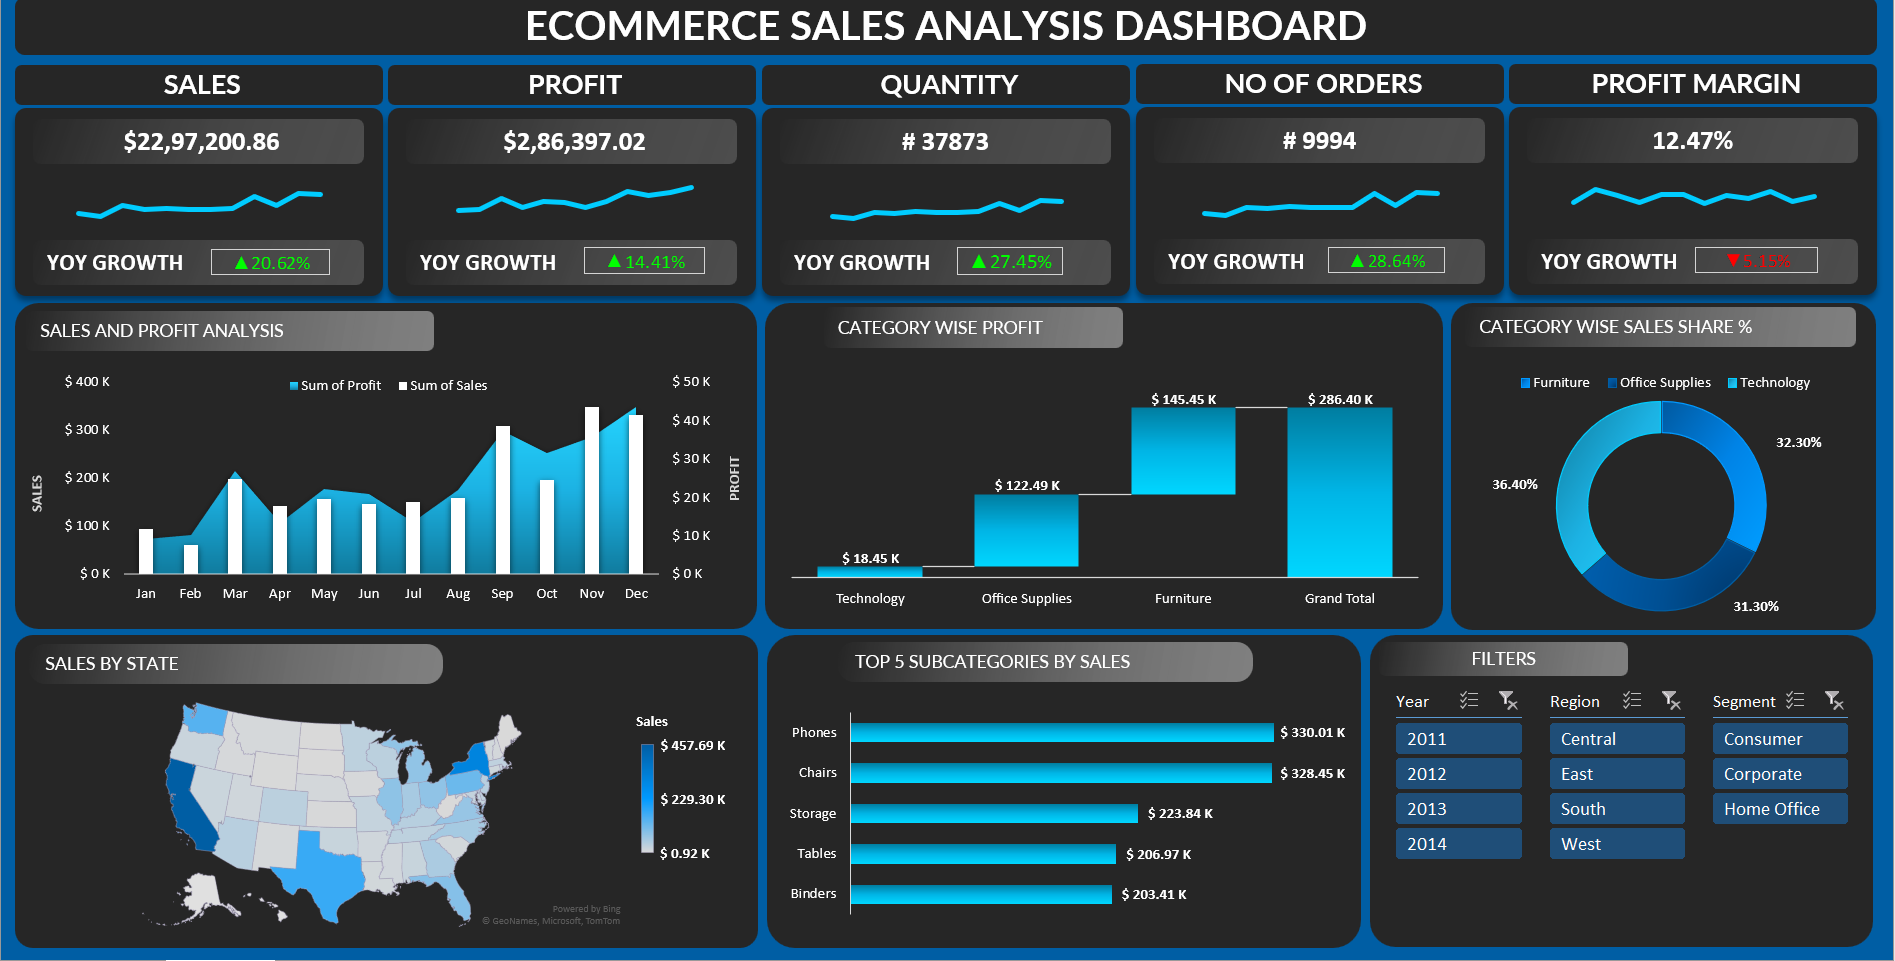 ECOMMERCE SALES ANALYSIS DASHBOARD
SALES
PROFIT
QUANTITY
NO OF ORDERS
PROFIT MARGIN
$22,97,200.86
$2,86,397.02
# 37873
# 9994
12.47%
YOY GROWTH
▲20.62%
YOY GROWTH
▲14.41%
YOY GROWTH
▲27.45%
YOY GROWTH
▲28.64%
YOY GROWTH
▼5.15%
SALES AND PROFIT ANALYSIS
Sum of Profit
Sum of Sales
SALES
$ 400 K
$ 300 K
$ 200 K
$ 100 K
$ 0 K
PROFIT
$ 50 K
$ 40 K
$ 30 K
$ 20 K
$ 10 K
$ 0 K
Jan Feb Mar Apr May Jun Jul Aug Sep Oct Nov Dec
CATEGORY WISE PROFIT
$ 18.45 K
$ 122.49 K
$ 145.45 K
$ 286.40 K
Technology
Office Supplies
Furniture
Grand Total
CATEGORY WISE SALES SHARE %
Furniture
Office Supplies
Technology
32.30%
36.40%
31.30%
SALES BY STATE
Sales
$ 457.69 K
$ 229.30 K
$ 0.92 K
Powered by Bing
© GeoNames, Microsoft, TomTom
TOP 5 SUBCATEGORIES BY SALES
Phones $ 330.01 K
Chairs $ 328.45 K
Storage $ 223.84 K
Tables $ 206.97 K
Binders $ 203.41 K
FILTERS
Year
2011
2012
2013
2014
Region
Central
East
South
West
Segment
Consumer
Corporate
Home Office